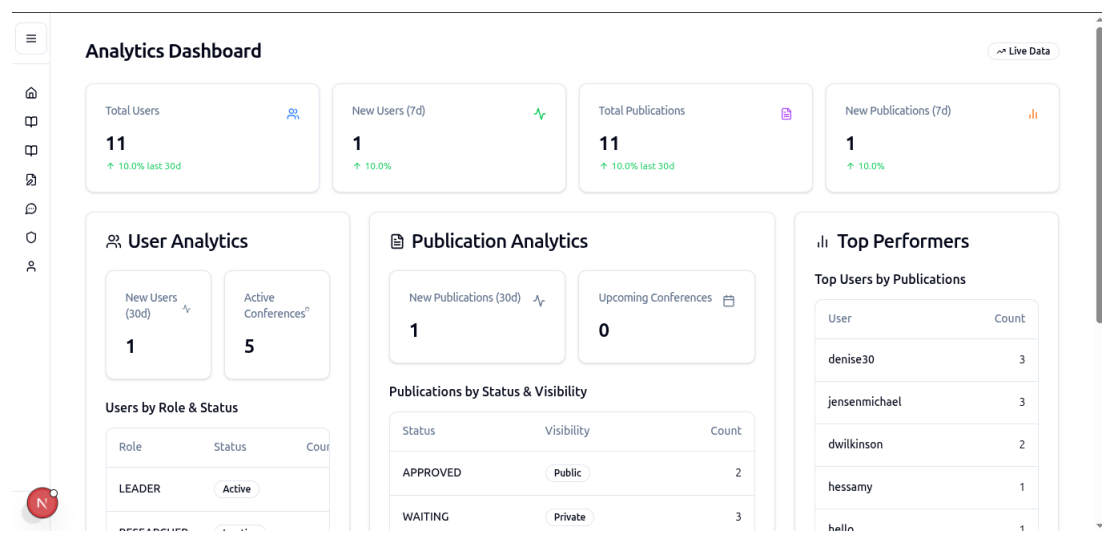 Analytics Dashboard
Live Data
Total Users
11
↑ 10.0% last 30d
New Users (7d)
1
↑ 10.0%
Total Publications
11
↑ 10.0% last 30d
New Publications (7d)
1
↑ 10.0%
User Analytics
New Users
(30d)
1
Active
Conferences
5
Users by Role & Status
Role Status Cour
LEADER Active
Publication Analytics
New Publications (30d)
1
Upcoming Conferences
0
Publications by Status & Visibility
Status Visibility Count
APPROVED Public 2
WAITING Private 3
Top Performers
Top Users by Publications
User Count
denise30 3
jensenmichael 3
dwilkinson 2
hessamy 1
hello 1
N